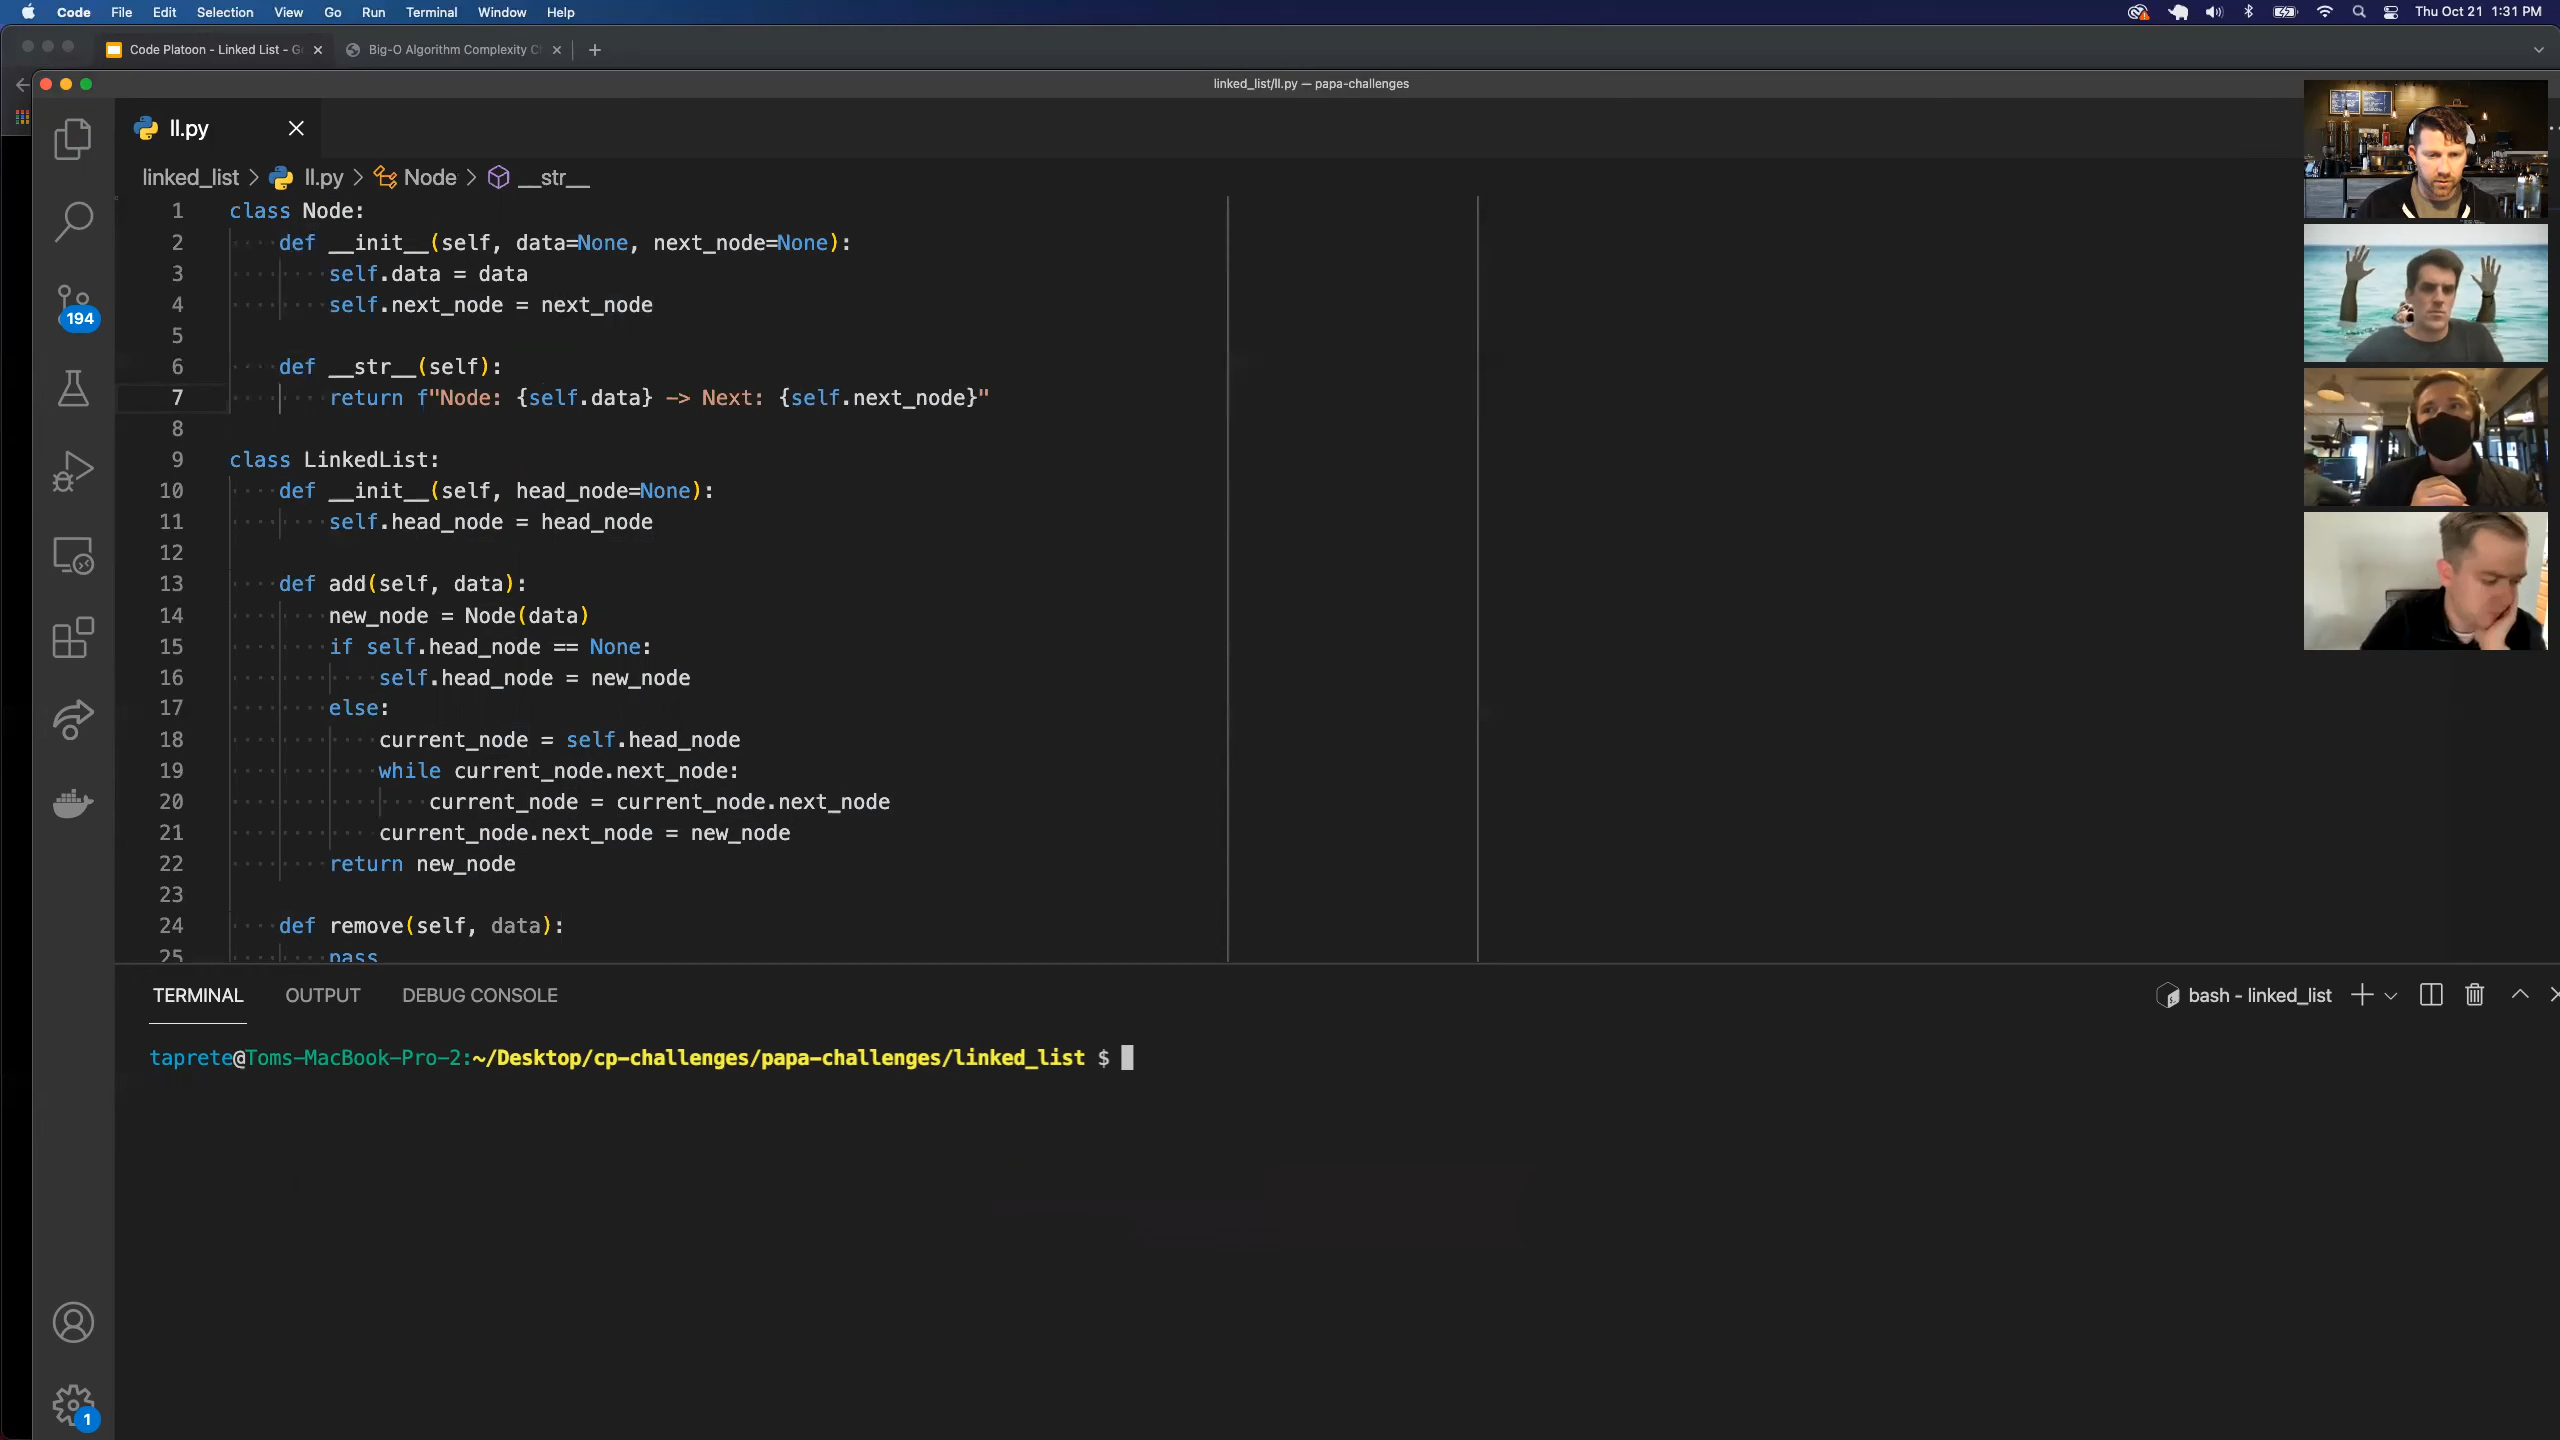 Code File Edit Selection View Go Run Terminal Window Help Thu Oct 21 1:31 PM
Code Platoon - Linked List - G
Big-O Algorithm Complexity C
linked_list/ll.py — papa-challenges
ll.py
linked_list > ll.py > Node > __str__
194
1 class Node:
2 def __init__(self, data=None, next_node=None):
3 self.data = data
4 self.next_node = next_node
5
6 def __str__(self):
7 return f"Node: {self.data} -> Next: {self.next_node}"
8
9 class LinkedList:
10 def __init__(self, head_node=None):
11 self.head_node = head_node
12
13 def add(self, data):
14 new_node = Node(data)
15 if self.head_node == None:
16 self.head_node = new_node
17 else:
18 current_node = self.head_node
19 while current_node.next_node:
20 current_node = current_node.next_node
21 current_node.next_node = new_node
22 return new_node
23
24 def remove(self, data):
25 pass
TERMINAL OUTPUT DEBUG CONSOLE bash - linked_list
taprete@Toms-MacBook-Pro-2:~/Desktop/cp-challenges/papa-challenges/linked_list $
1